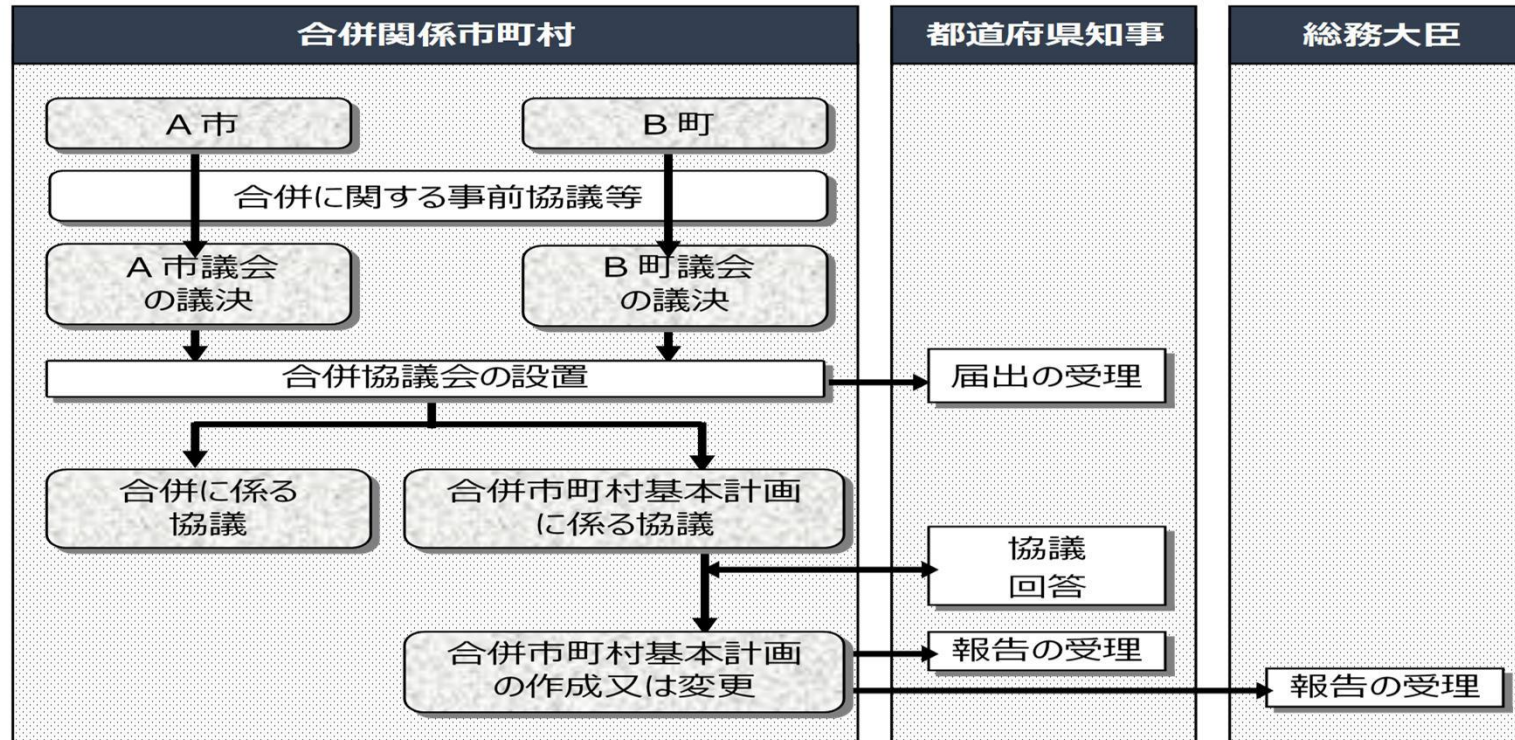 合併関係市町村
都道府県知事
総務大臣
A市
B町
合併に関する事前協議等
A市議会
の議決
B町議会
の議決
合併協議会の設置
届出の受理
合併に係る
協議
合併市町村基本計画
に係る協議
協議
回答
合併市町村基本計画
の作成又は変更
報告の受理
報告の受理